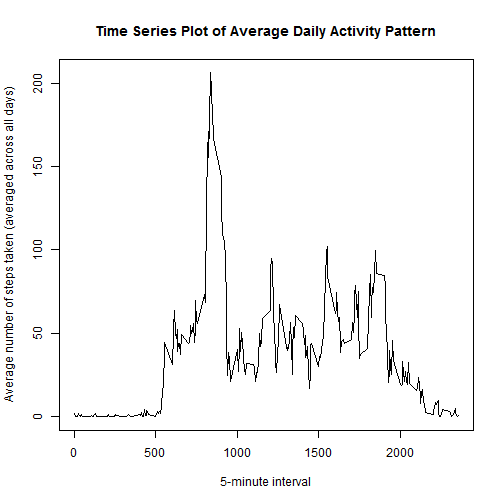 Time Series Plot of Average Daily Activity Pattern
Average number of steps taken (averaged across all days)
200
150
100
50
0
0 500 1000 1500 2000
5-minute interval